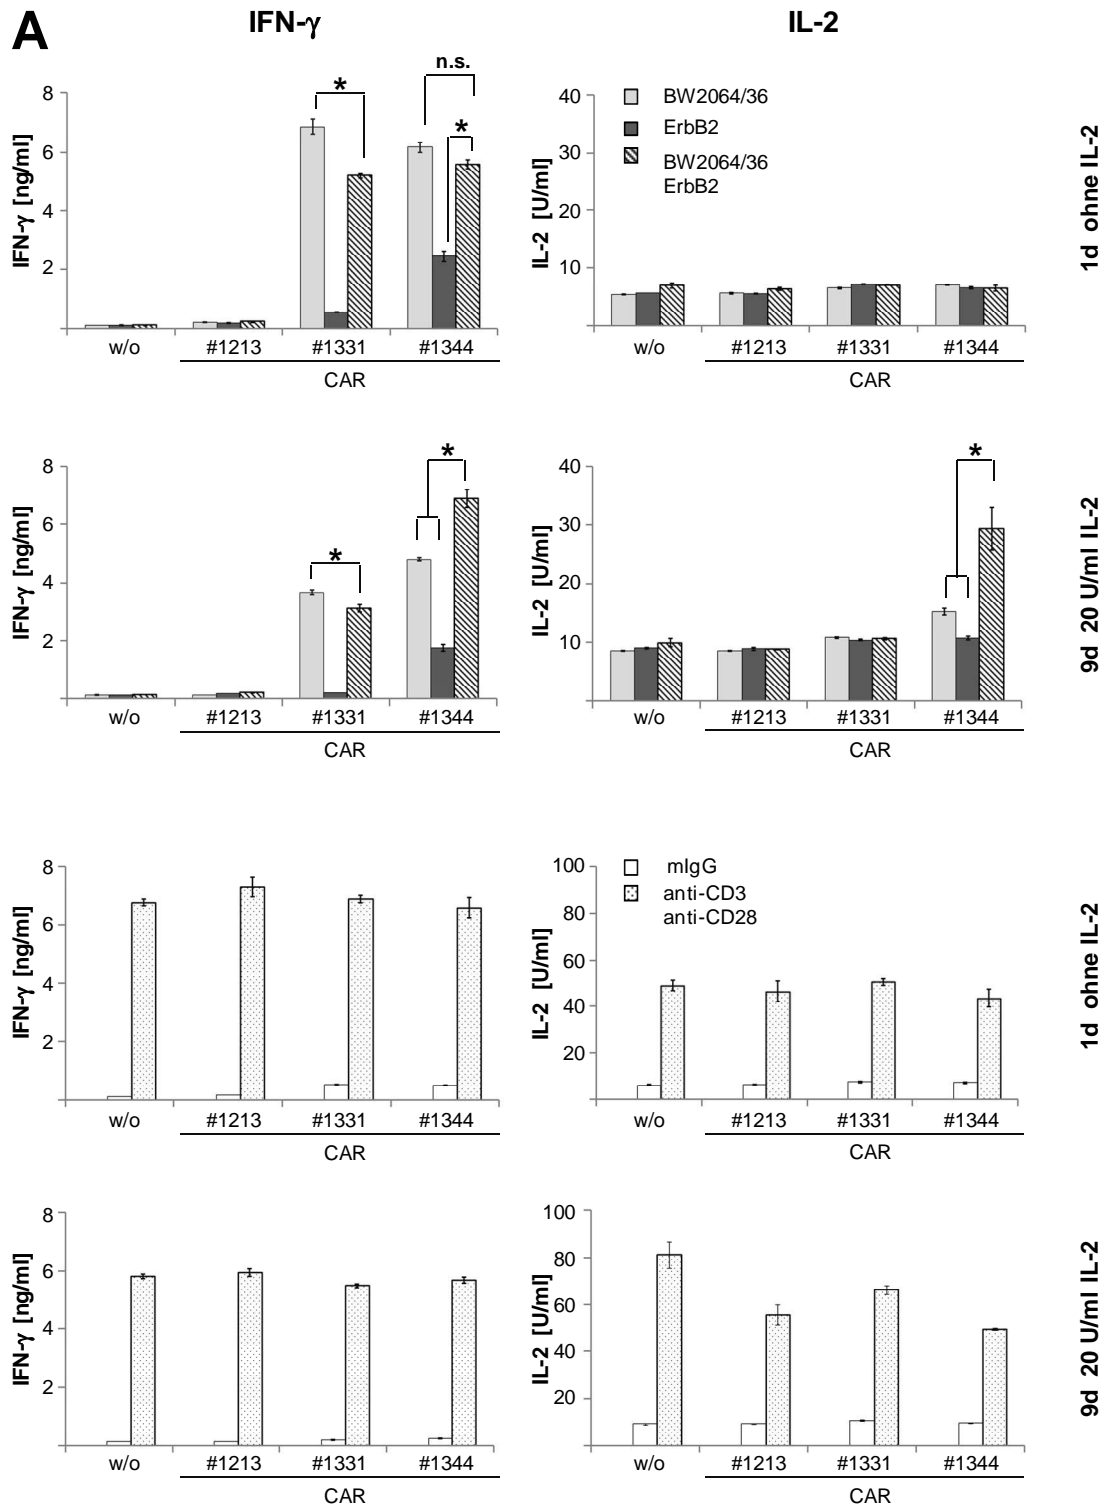 A
IFN-γ
IL-2
n.s.
*
*
8
6
4
2
IFN-γ [ng/ml]
w/o
#1213
#1331
#1344
CAR
40
30
20
10
IL-2 [U/ml]
BW2064/36
ErbB2
BW2064/36
ErbB2
w/o
#1213
#1331
#1344
CAR
1d ohne IL-2
*
*
8
6
4
2
IFN-γ [ng/ml]
w/o
#1213
#1331
#1344
CAR
*
40
30
20
10
IL-2 [U/ml]
w/o
#1213
#1331
#1344
CAR
9d 20 U/ml IL-2
8
6
4
2
IFN-γ [ng/ml]
w/o
#1213
#1331
#1344
CAR
100
80
60
40
20
IL-2 [U/ml]
mIgG
anti-CD3
anti-CD28
w/o
#1213
#1331
#1344
CAR
1d ohne IL-2
8
6
4
2
IFN-γ [ng/ml]
w/o
#1213
#1331
#1344
CAR
100
80
60
40
20
IL-2 [U/ml]
w/o
#1213
#1331
#1344
CAR
9d 20 U/ml IL-2